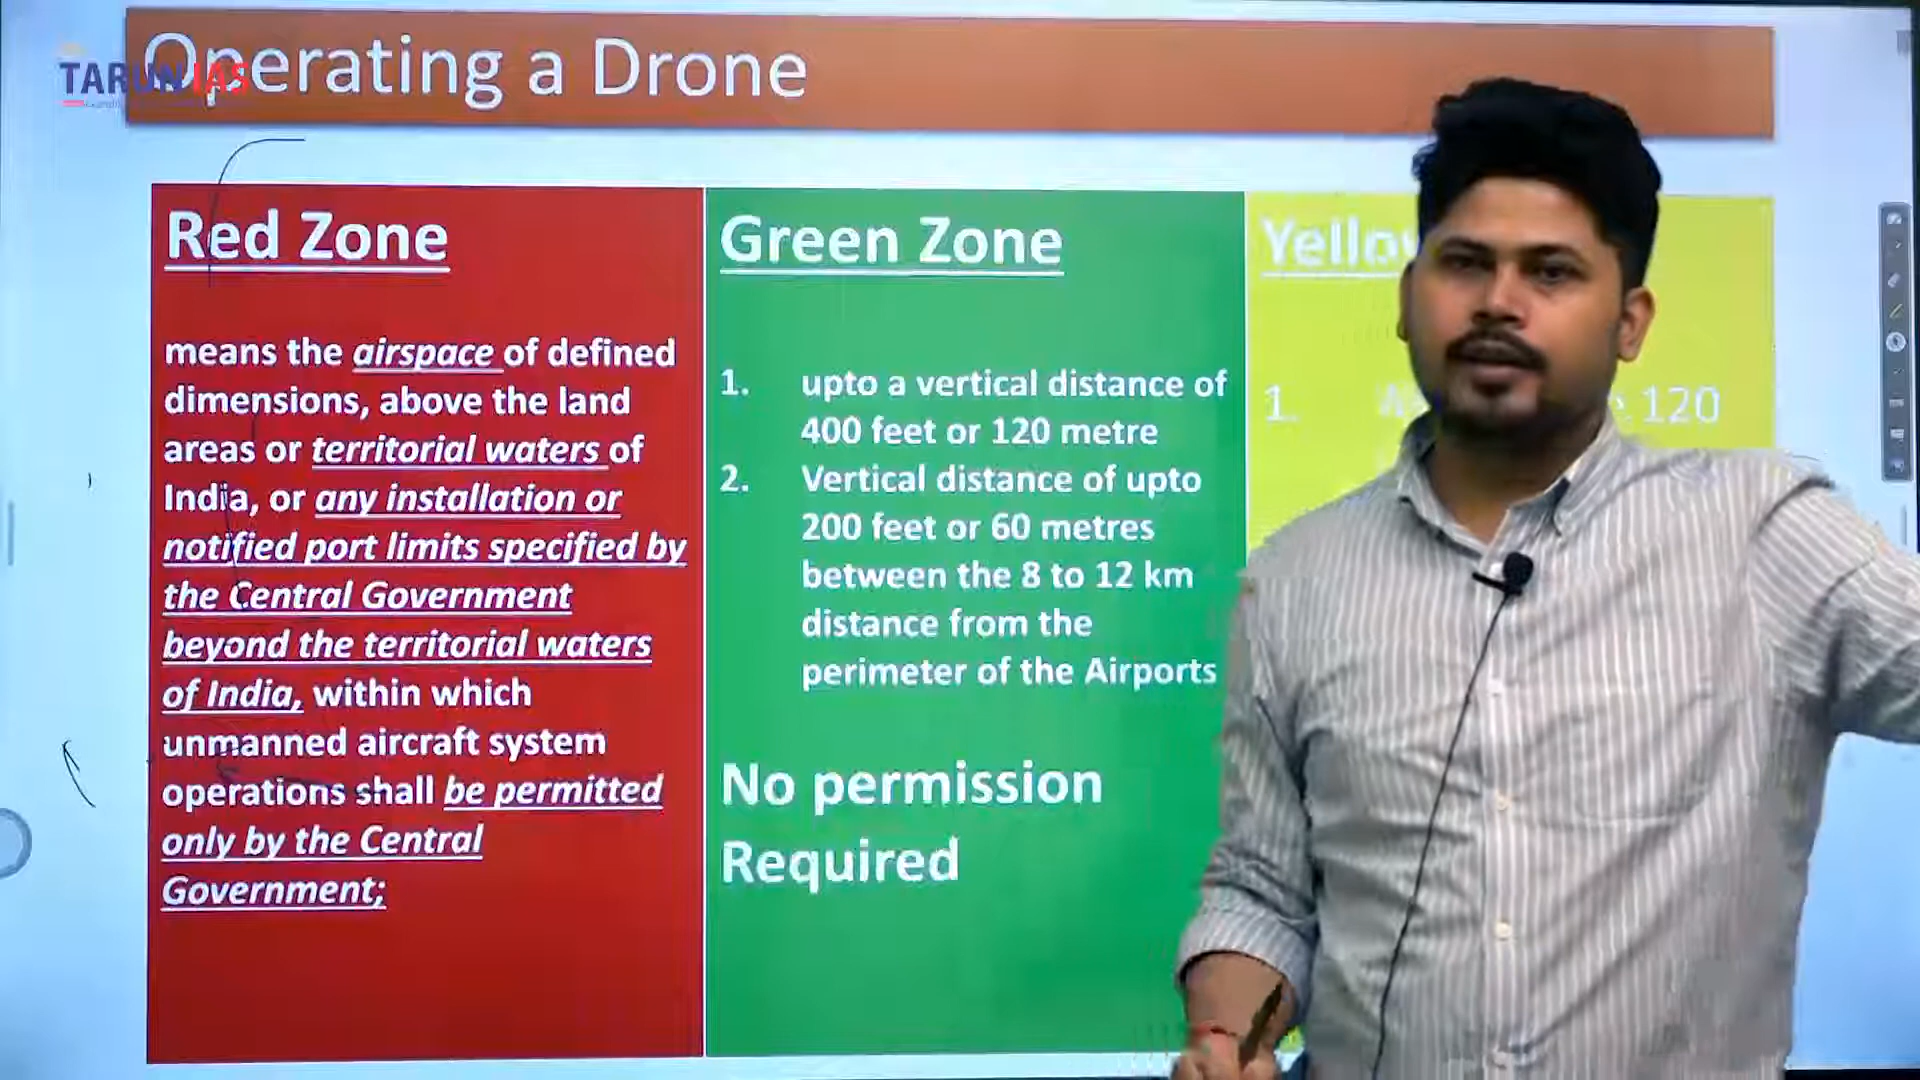 Operating a Drone
TARUN IAS
Red Zone
means the airspace of defined
dimensions, above the land
areas or territorial waters of
India, or any installation or
notified port limits specified by
the Central Government
beyond the territorial waters
of India, within which
unmanned aircraft system
operations shall be permitted
only by the Central
Government;
Green Zone
1. upto a vertical distance of
400 feet or 120 metre
2. Vertical distance of upto
200 feet or 60 metres
between the 8 to 12 km
distance from the
perimeter of the Airports
No permission
Required
1. 120